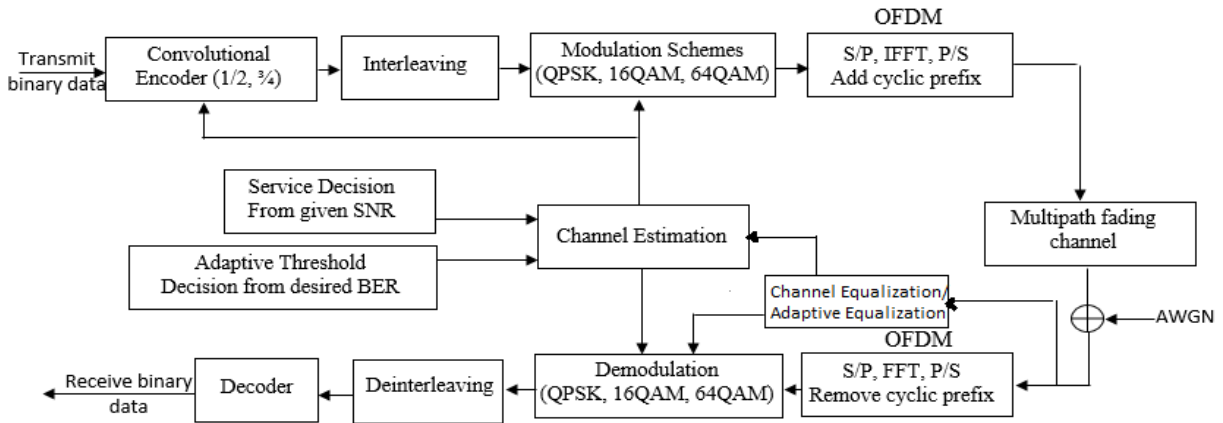 OFDM
Transmit
binary data
Convolutional
Encoder (1/2, ¾)
Interleaving
Modulation Schemes
(QPSK, 16QAM, 64QAM)
S/P, IFFT, P/S
Add cyclic prefix
Service Decision
From given SNR
Channel Estimation
Multipath fading
channel
Adaptive Threshold
Decision from desired BER
Channel Equalization/
Adaptive Equalization
AWGN
OFDM
Receive binary
data
Decoder
Deinterleaving
Demodulation
(QPSK, 16QAM, 64QAM)
S/P, FFT, P/S
Remove cyclic prefix